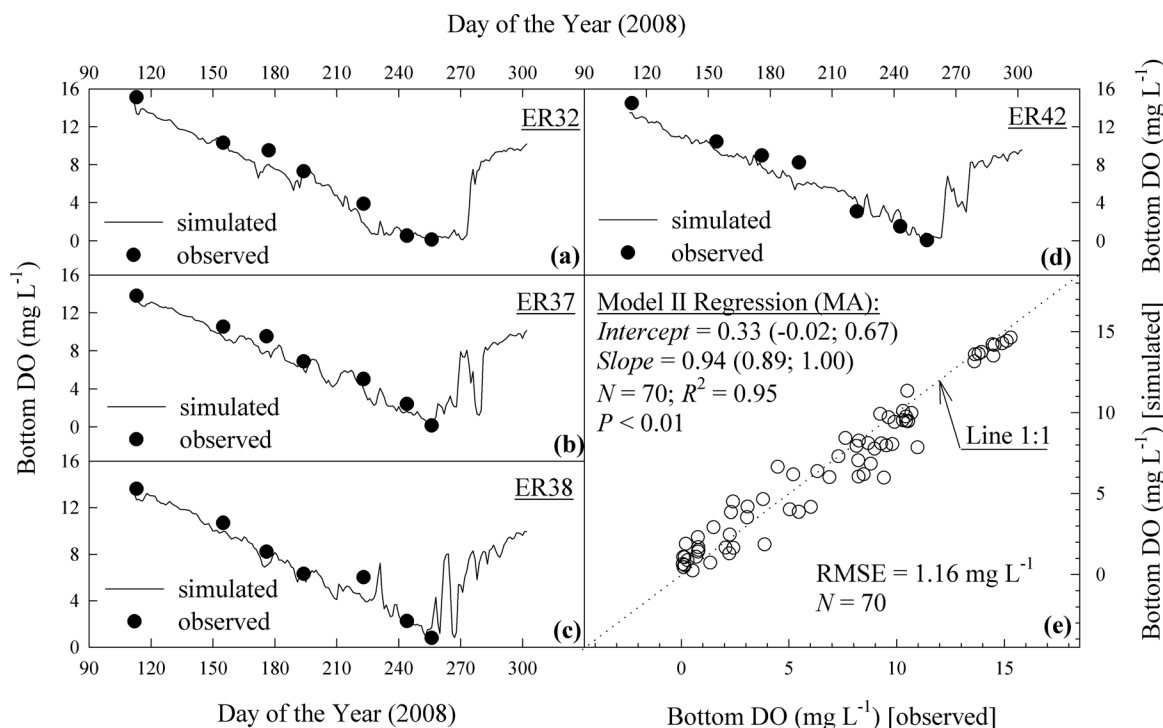 Day of the Year (2008)
90 120 150 180 210 240 270 300 90 120 150 180 210 240 270 300
16
12
8
4
0
ER32
simulated
observed
(a)
ER42
simulated
observed
(d)
16
12
8
4
0
Bottom DO (mg L⁻¹)
16
12
8
4
0
ER37
simulated
observed
(b)
Bottom DO (mg L⁻¹)
16
12
8
4
0
ER38
simulated
observed
(c)
90 120 150 180 210 240 270 300
Day of the Year (2008)
Model II Regression (MA):
Intercept = 0.33 (-0.02; 0.67)
Slope = 0.94 (0.89; 1.00)
N = 70; R² = 0.95
P < 0.01
Line 1:1
RMSE = 1.16 mg L⁻¹
N = 70
(e)
15
10
5
0
Bottom DO (mg L⁻¹) [simulated]
0 5 10 15
Bottom DO (mg L⁻¹) [observed]